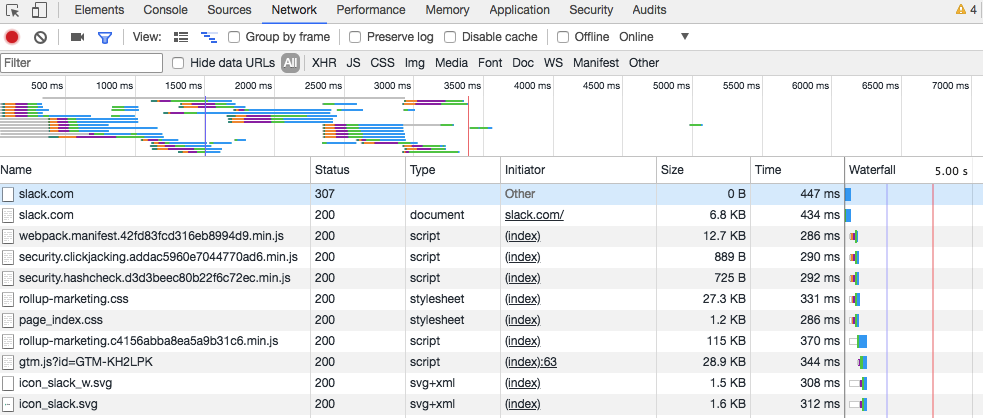 Elements Console Sources Network Performance Memory Application Security Audits 4
View: Group by frame Preserve log Disable cache Offline Online
Filter Hide data URLs All XHR JS CSS Img Media Font Doc WS Manifest Other
500 ms 1000 ms 1500 ms 2000 ms 2500 ms 3000 ms 3500 ms 4000 ms 4500 ms 5000 ms 5500 ms 6000 ms 6500 ms 7000 ms
Name Status Type Initiator Size Time Waterfall 5.00 s
slack.com 307 Other 0 B 447 ms
slack.com 200 document slack.com/ 6.8 KB 434 ms
webpack.manifest.42fd83fcd316eb8994d9.min.js 200 script (index) 12.7 KB 286 ms
security.clickjacking.addac5960e7044770ad6.min.js 200 script (index) 889 B 290 ms
security.hashcheck.d3d3beec80b22f6c72ec.min.js 200 script (index) 725 B 292 ms
rollup-marketing.css 200 stylesheet (index) 27.3 KB 331 ms
page_index.css 200 stylesheet (index) 1.2 KB 286 ms
rollup-marketing.c4156abba8ea5a9b31c6.min.js 200 script (index) 115 KB 370 ms
gtm.js?id=GTM-KH2LPK 200 script (index):63 28.9 KB 344 ms
icon_slack_w.svg 200 svg+xml (index) 1.5 KB 308 ms
icon_slack.svg 200 svg+xml (index) 1.6 KB 312 ms